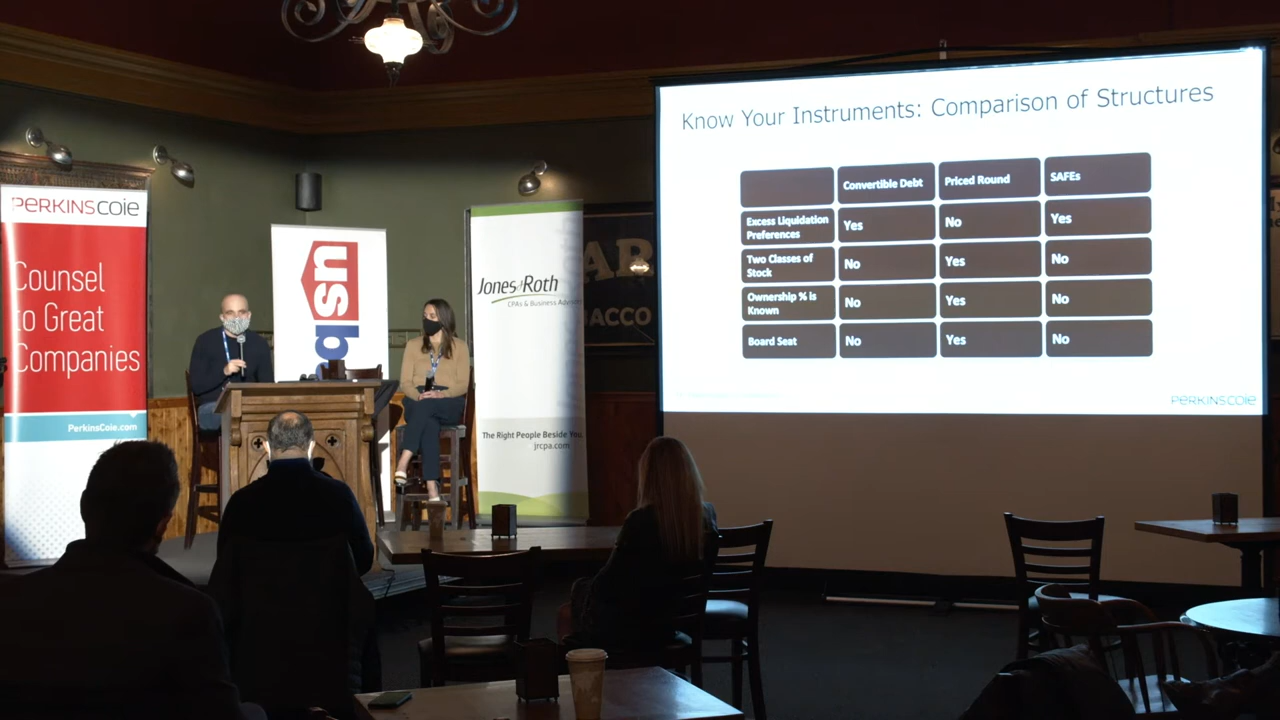 PERKINSCOIE
Counsel
to Great
Companies
PerkinsCoie.com
Jones & Roth
CPAs & Business
The Right People Beside You.
jrcpa.com
ACCO
Know Your Instruments: Comparison of Structures
Convertible Debt Priced Round SAFEs
Excess Liquidation
Preferences Yes No Yes
Two Classes of
Stock No Yes No
Ownership % is
Known No Yes No
Board Seat No Yes No
PERKINSCOIE